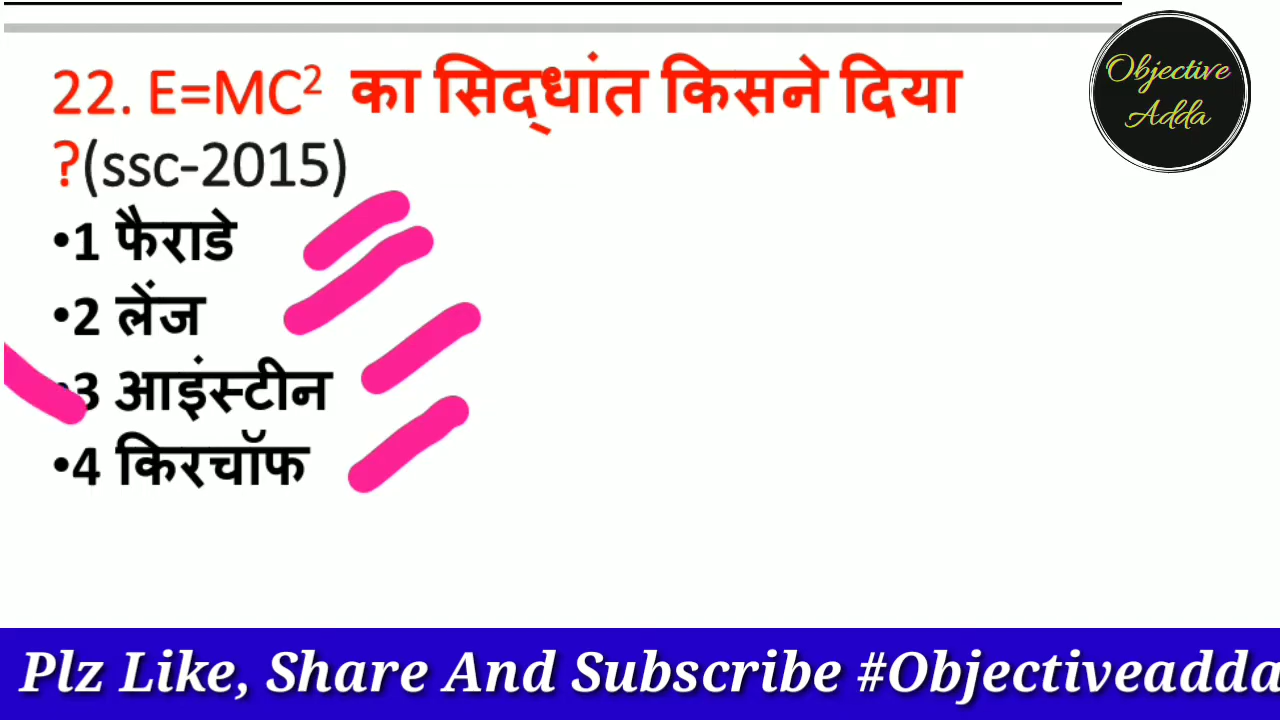 Objective
Adda
22. E=MC² का सिद्धांत किसने दिया
?(ssc-2015)
•1 फैराडे
•2 लेंज
•3 आइंस्टीन
•4 किरचॉफ
Plz Like, Share And Subscribe #Objectiveadda